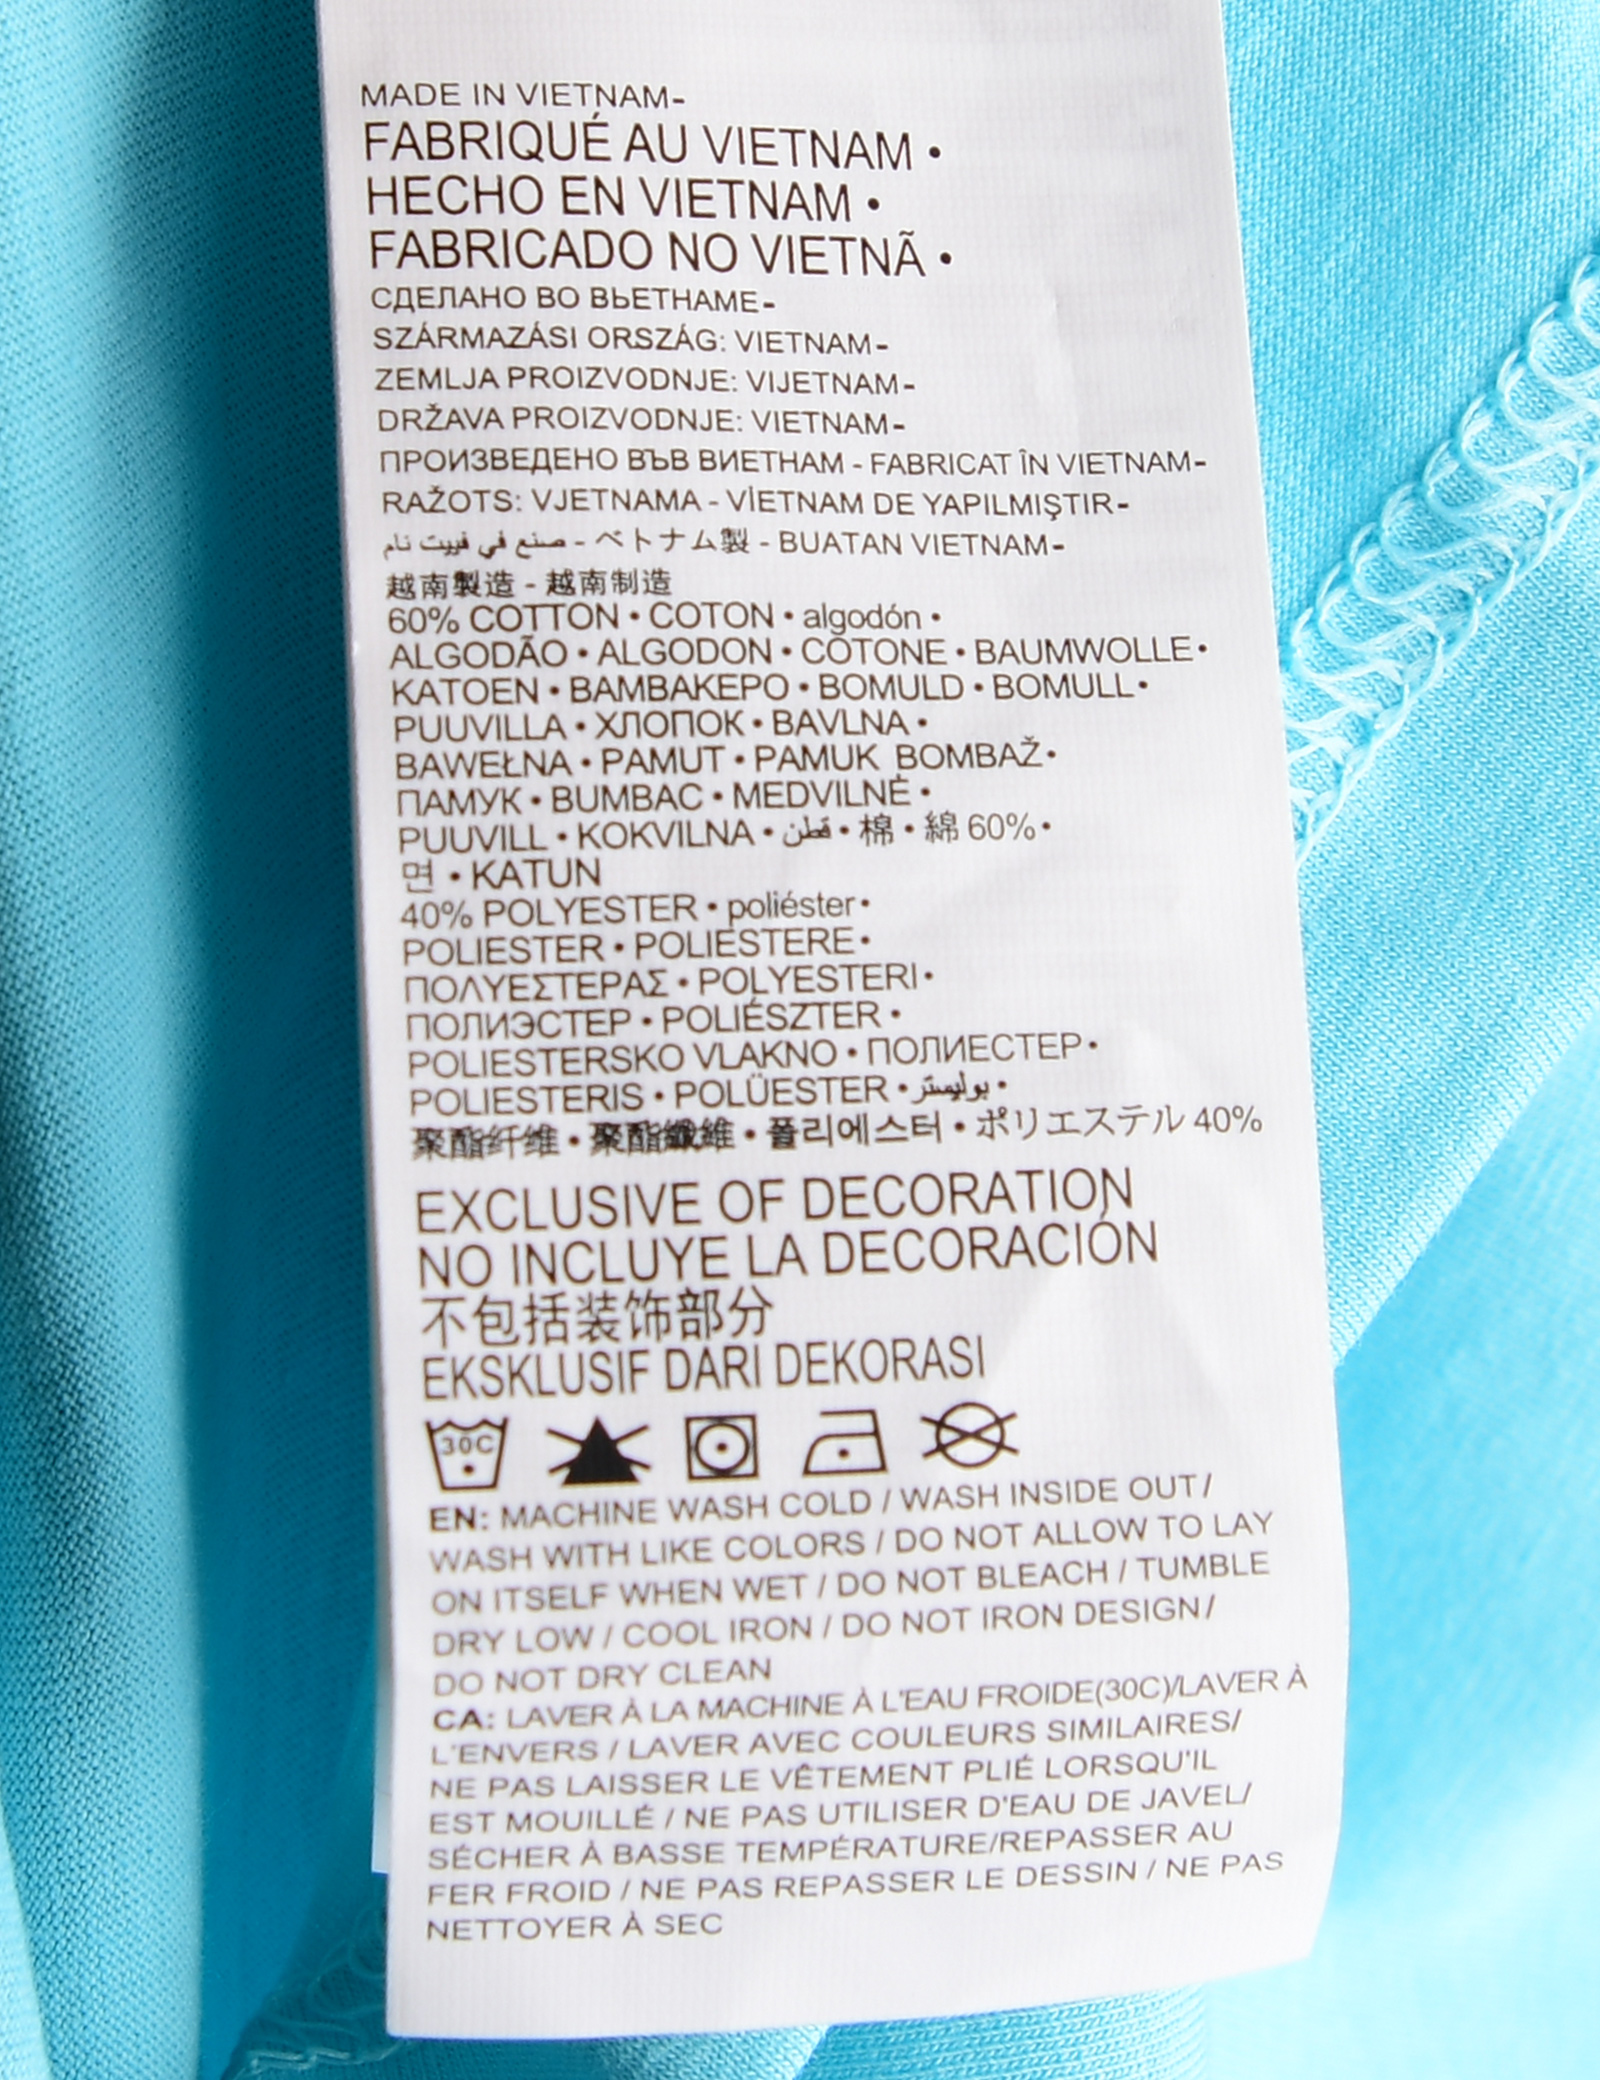 MADE IN VIETNAM-
FABRIQUÉ AU VIETNAM •
HECHO EN VIETNAM •
FABRICADO NO VIETNÃ •
СДЕЛАНО ВО ВЬЕТНАМЕ-
SZÁRMAZÁSI ORSZÁG: VIETNAM-
ZEMLJA PROIZVODNJE: VIJETNAM-
DRŽAVA PROIZVODNJE: VIETNAM-
ПРОИЗВЕДЕНО ВЪВ ВИЕТНАМ - FABRICAT ÎN VIETNAM-
RAŽOTS: VJETNAMA - VİETNAM DE YAPILMIŞTIR-
صنع في فييت نام - ベトナム製 - BUATAN VIETNAM-
越南製造 - 越南制造
60% COTTON • COTON • algodón •
ALGODÃO • ALGODON • COTONE • BAUMWOLLE•
KATOEN • BAMBAKEPO • BOMULD • BOMULL•
PUUVILLA • ХЛОПОК • BAVLNA •
BAWEŁNA • PAMUT • PAMUK BOMBAŽ•
ПАМУК • BUMBAC • MEDVILNĖ •
PUUVILL • KOKVILNA • قطن • 棉 • 綿 60%•
면 • KATUN
40% POLYESTER • poliéster•
POLIESTER • POLIESTERE•
ΠΟΛΥΕΣΤΕΡΑΣ • POLYESTERI•
ПОЛИЭСТЕР • POLIÉSZTER •
POLIESTERSKO VLAKNO • ПОЛИЕСТЕР•
POLIESTERIS • POLÜESTER • بوليستر •
聚酯纤维 • 聚酯纖維 • 폴리에스터 • ポリエステル 40%
EXCLUSIVE OF DECORATION
NO INCLUYE LA DECORACIÓN
不包括装饰部分
EKSKLUSIF DARI DEKORASI
30C
EN: MACHINE WASH COLD / WASH INSIDE OUT/
WASH WITH LIKE COLORS / DO NOT ALLOW TO LAY
ON ITSELF WHEN WET / DO NOT BLEACH / TUMBLE
DRY LOW / COOL IRON / DO NOT IRON DESIGN/
DO NOT DRY CLEAN
CA: LAVER À LA MACHINE À L'EAU FROIDE(30C)/LAVER À
L'ENVERS / LAVER AVEC COULEURS SIMILAIRES/
NE PAS LAISSER LE VÊTEMENT PLIÉ LORSQU'IL
EST MOUILLÉ / NE PAS UTILISER D'EAU DE JAVEL/
SÉCHER À BASSE TEMPÉRATURE/REPASSER AU
FER FROID / NE PAS REPASSER LE DESSIN / NE PAS
NETTOYER À SEC